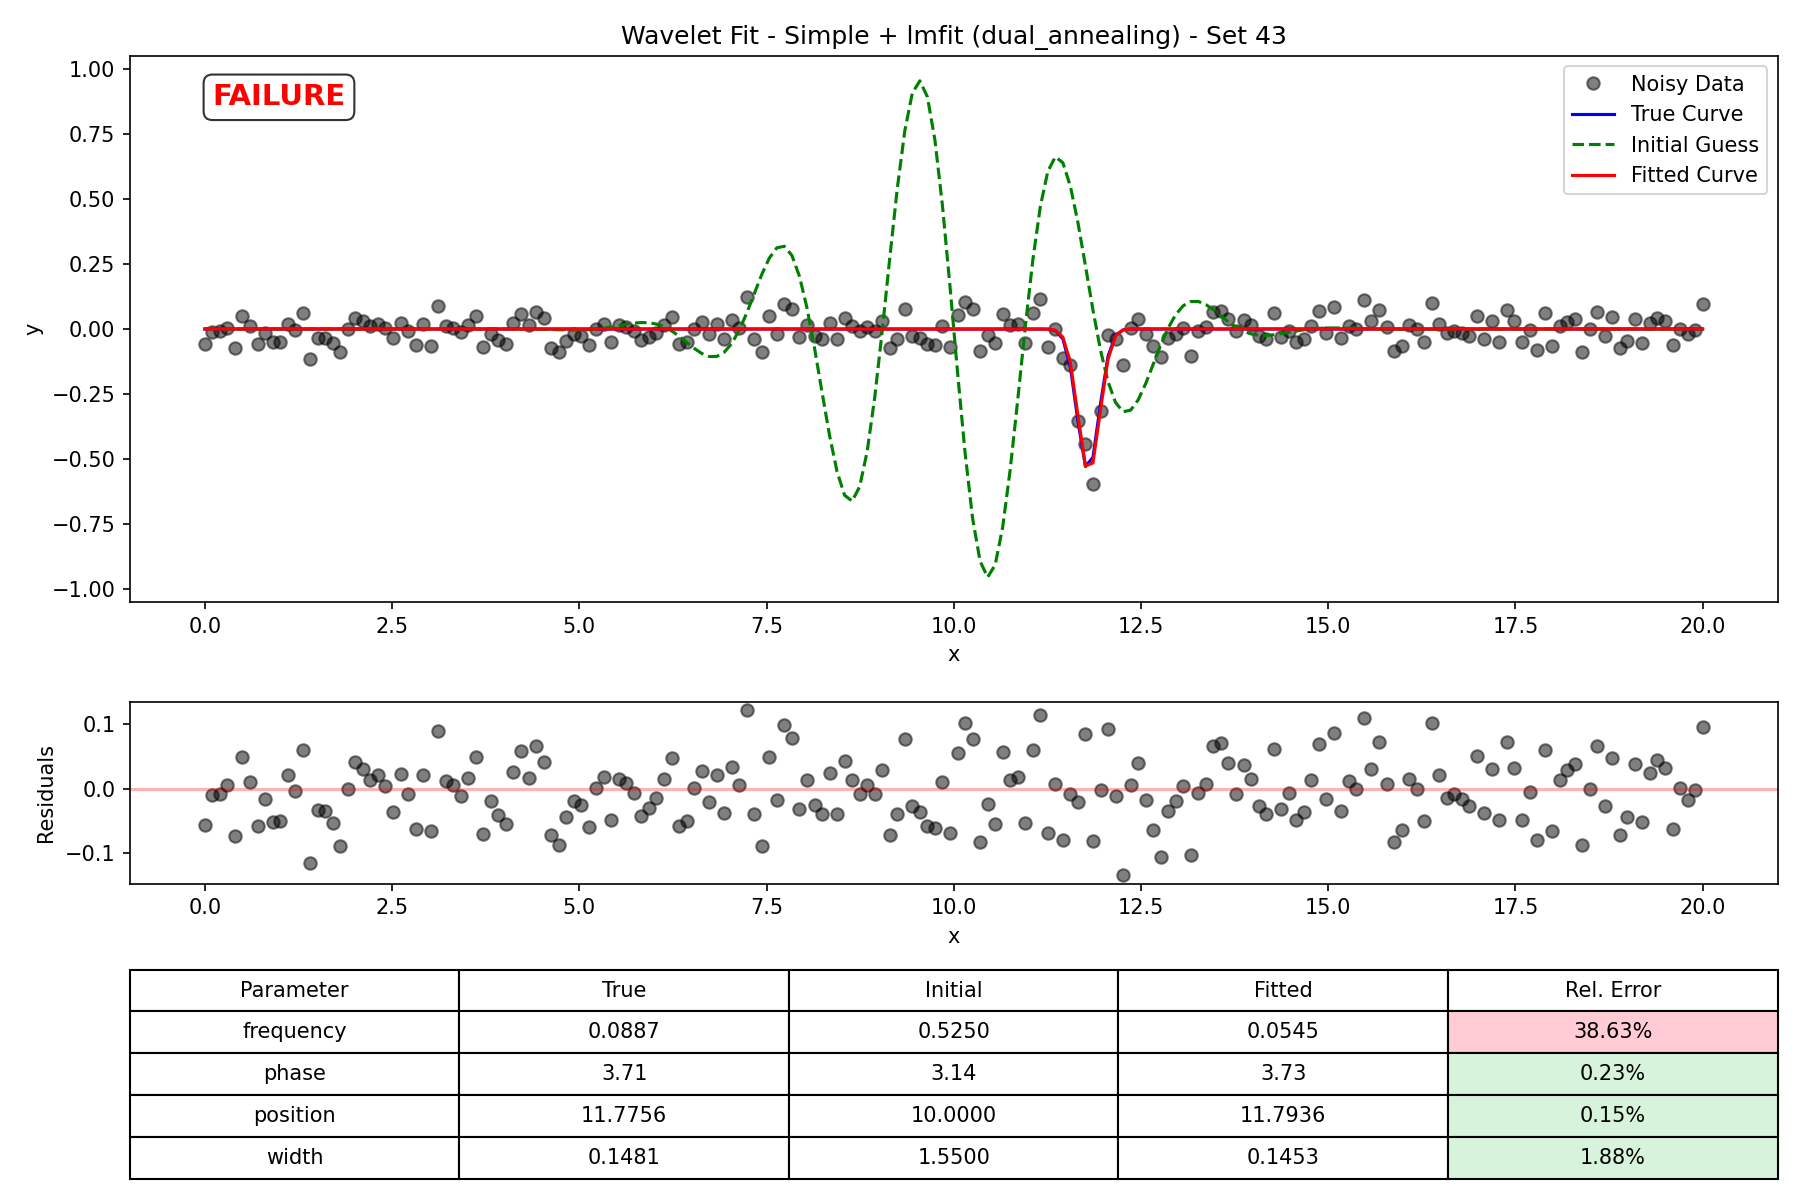 Wavelet Fit - Simple + lmfit (dual_annealing) - Set 43
FAILURE
Noisy Data
True Curve
Initial Guess
Fitted Curve
y
1.00
0.75
0.50
0.25
0.00
−0.25
−0.50
−0.75
−1.00
0.0 2.5 5.0 7.5 10.0 12.5 15.0 17.5 20.0
x
Residuals
0.1
0.0
−0.1
0.0 2.5 5.0 7.5 10.0 12.5 15.0 17.5 20.0
x
Parameter True Initial Fitted Rel. Error
frequency 0.0887 0.5250 0.0545 38.63%
phase 3.71 3.14 3.73 0.23%
position 11.7756 10.0000 11.7936 0.15%
width 0.1481 1.5500 0.1453 1.88%